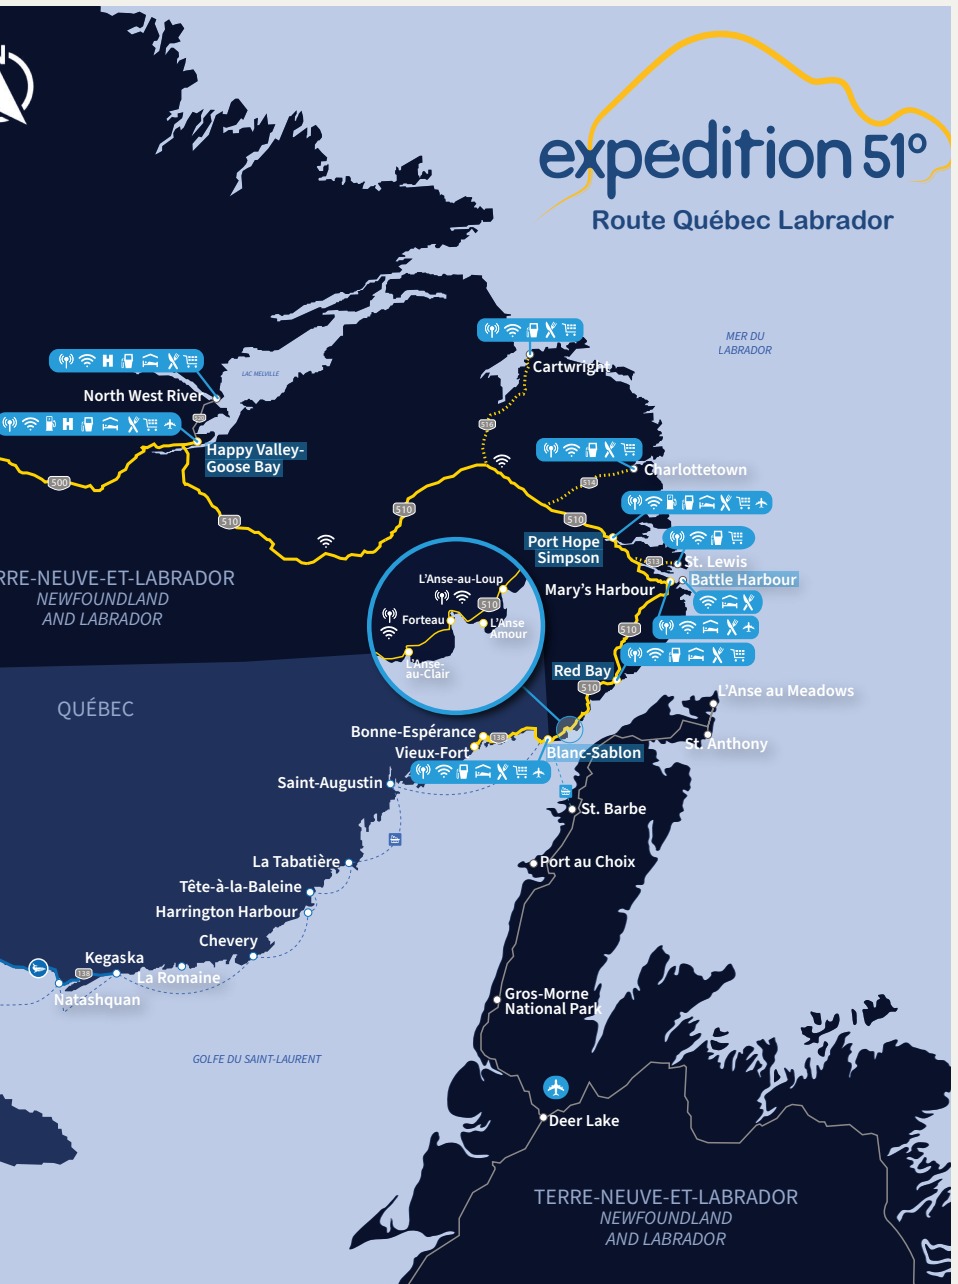 N
expedition 51º
Route Québec Labrador
MER DU
LABRADOR
Cartwright
LAC MELVILLE
H
North West River
520
H
Happy Valley-
Goose Bay
516
Charlottetown
500
514
510
510
510
Port Hope
Simpson
513
St. Lewis
Battle Harbour
Mary's Harbour
RRE-NEUVE-ET-LABRADOR
NEWFOUNDLAND
AND LABRADOR
L'Anse-au-Loup
510
Forteau
L'Anse
Amour
L'Anse-
au-Clair
510
Red Bay
510
L'Anse au Meadows
St. Anthony
QUÉBEC
Bonne-Espérance
138
Vieux-Fort
Blanc-Sablon
Saint-Augustin
St. Barbe
La Tabatière
Port au Choix
Tête-à-la-Baleine
Harrington Harbour
Chevery
Kegaska
138
La Romaine
Natashquan
Gros-Morne
National Park
GOLFE DU SAINT-LAURENT
Deer Lake
TERRE-NEUVE-ET-LABRADOR
NEWFOUNDLAND
AND LABRADOR